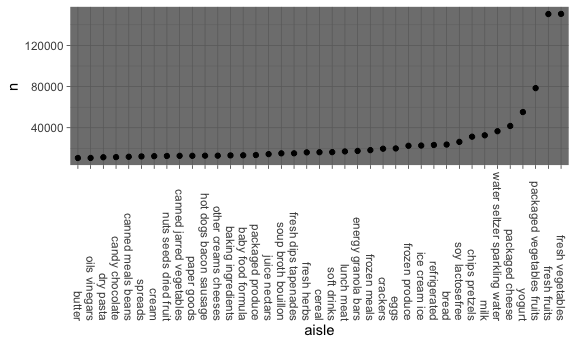 n
120000
80000
40000
butter
oils vinegars
dry pasta
candy chocolate
canned meals beans
spreads
cream
nuts seeds dried fruit
canned jarred vegetables
paper goods
hot dogs bacon sausage
other creams cheeses
baking ingredients
baby food formula
packaged produce
juice nectars
soup broth bouillon
fresh dips tapenades
fresh herbs
cereal
soft drinks
lunch meat
energy granola bars
frozen meals
crackers
eggs
frozen produce
ice cream ice
refrigerated
bread
soy lactosefree
chips pretzels
milk
water seltzer sparkling water
packaged cheese
yogurt
packaged vegetables fruits
fresh fruits
fresh vegetables
aisle